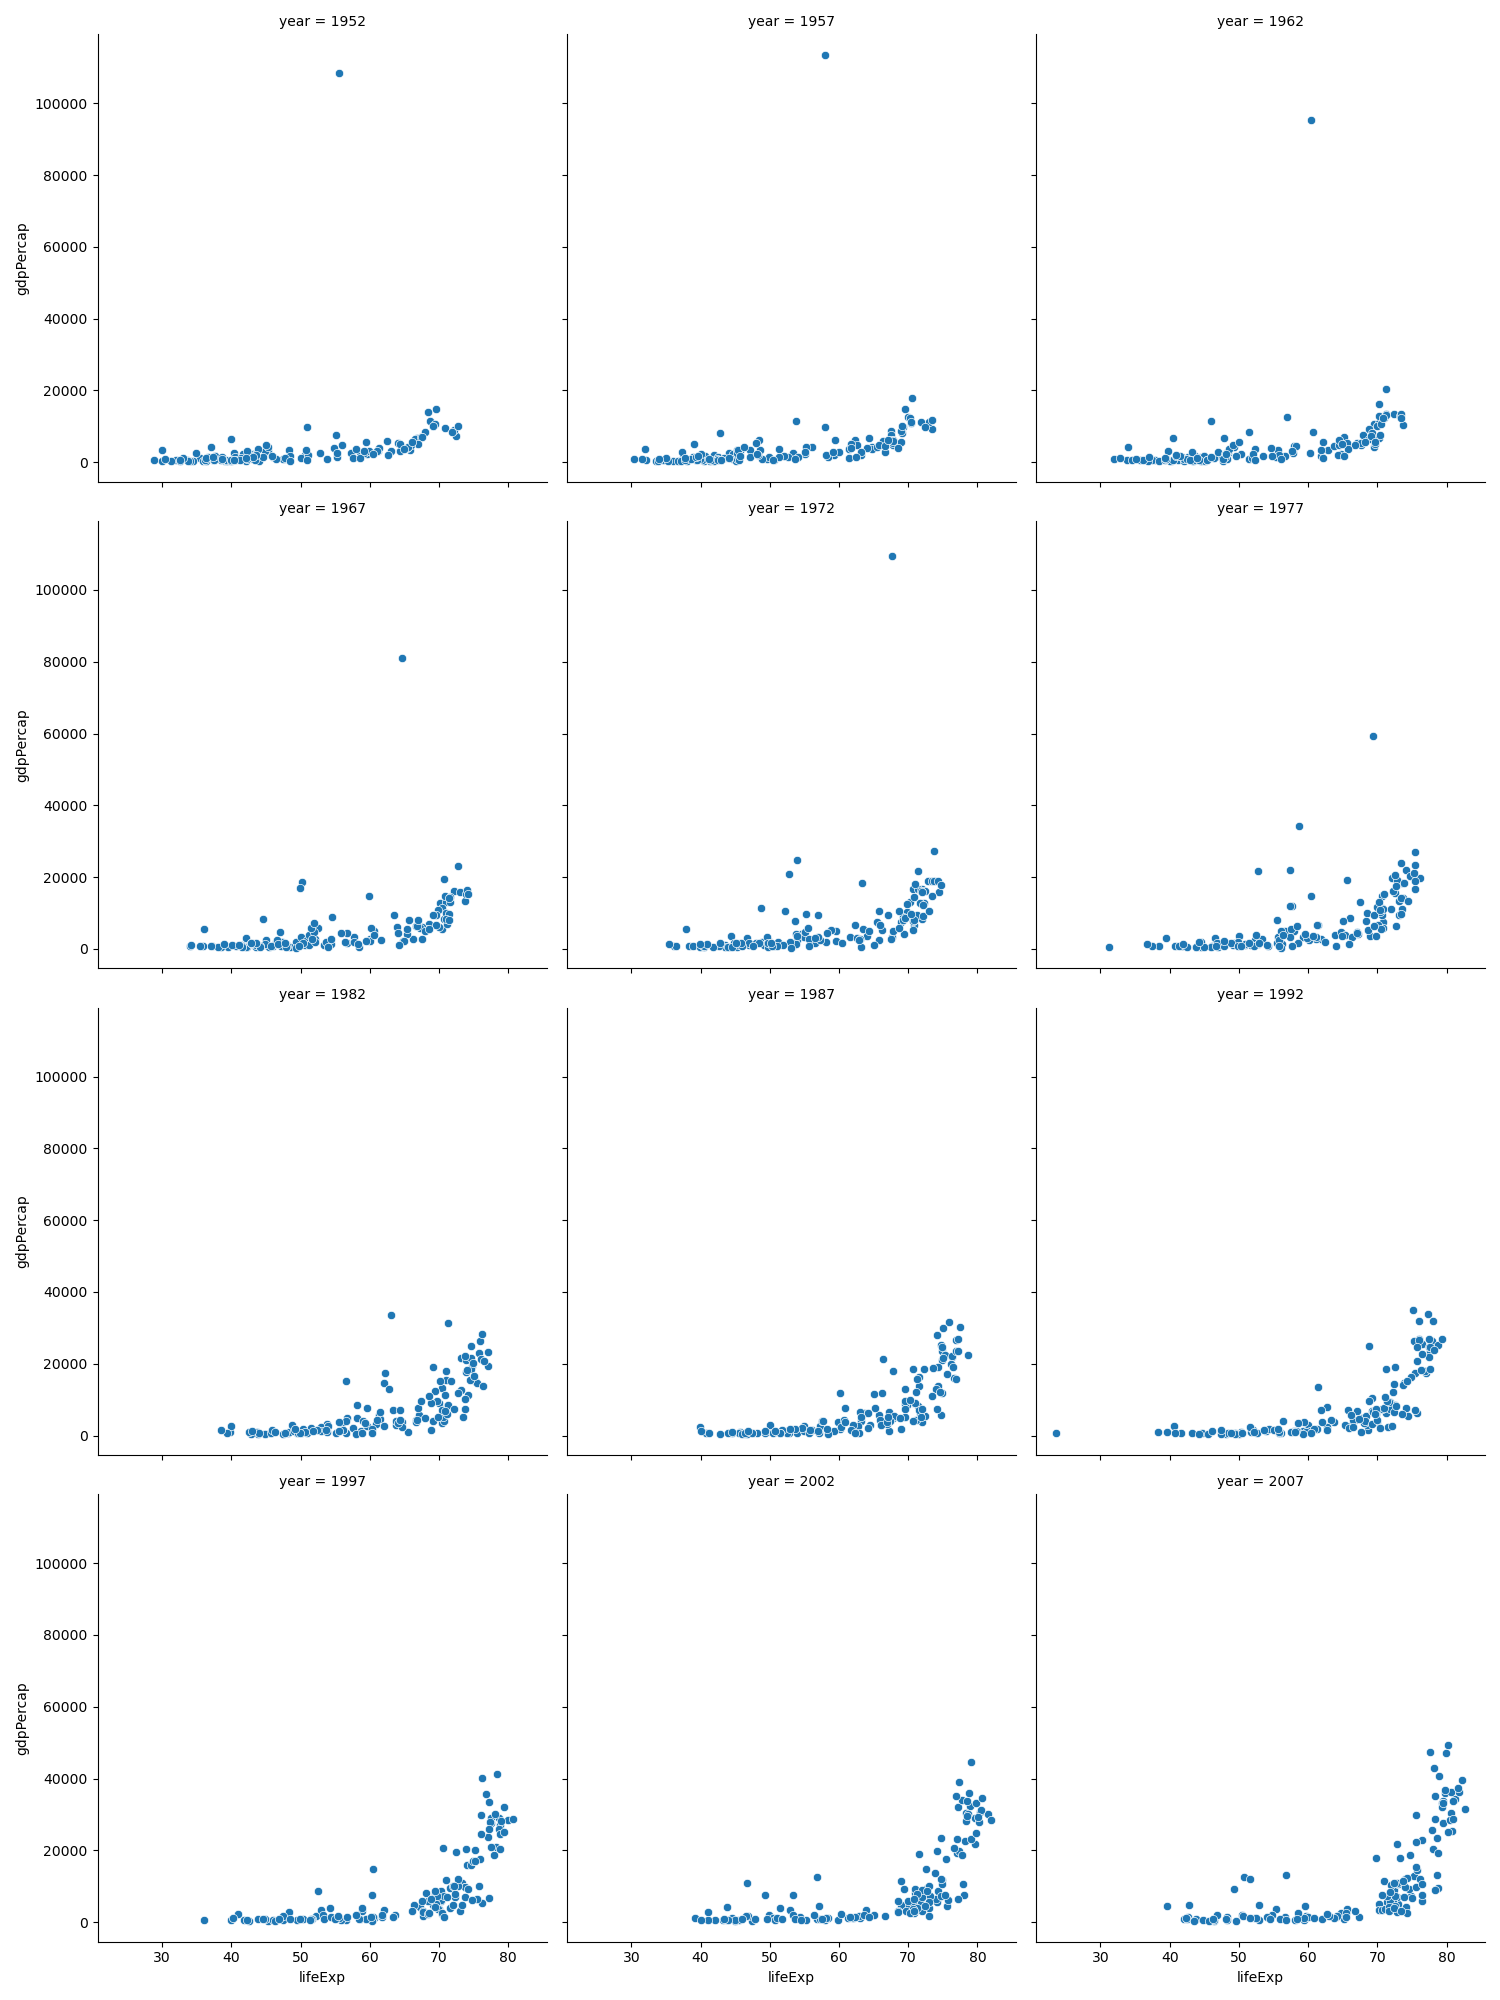 year = 1952
year = 1957
year = 1962
100000
80000
60000
40000
20000
0
gdpPercap
year = 1967
year = 1972
year = 1977
100000
80000
60000
40000
20000
0
gdpPercap
year = 1982
year = 1987
year = 1992
100000
80000
60000
40000
20000
0
gdpPercap
year = 1997
year = 2002
year = 2007
100000
80000
60000
40000
20000
0
gdpPercap
30 40 50 60 70 80
30 40 50 60 70 80
30 40 50 60 70 80
lifeExp
lifeExp
lifeExp